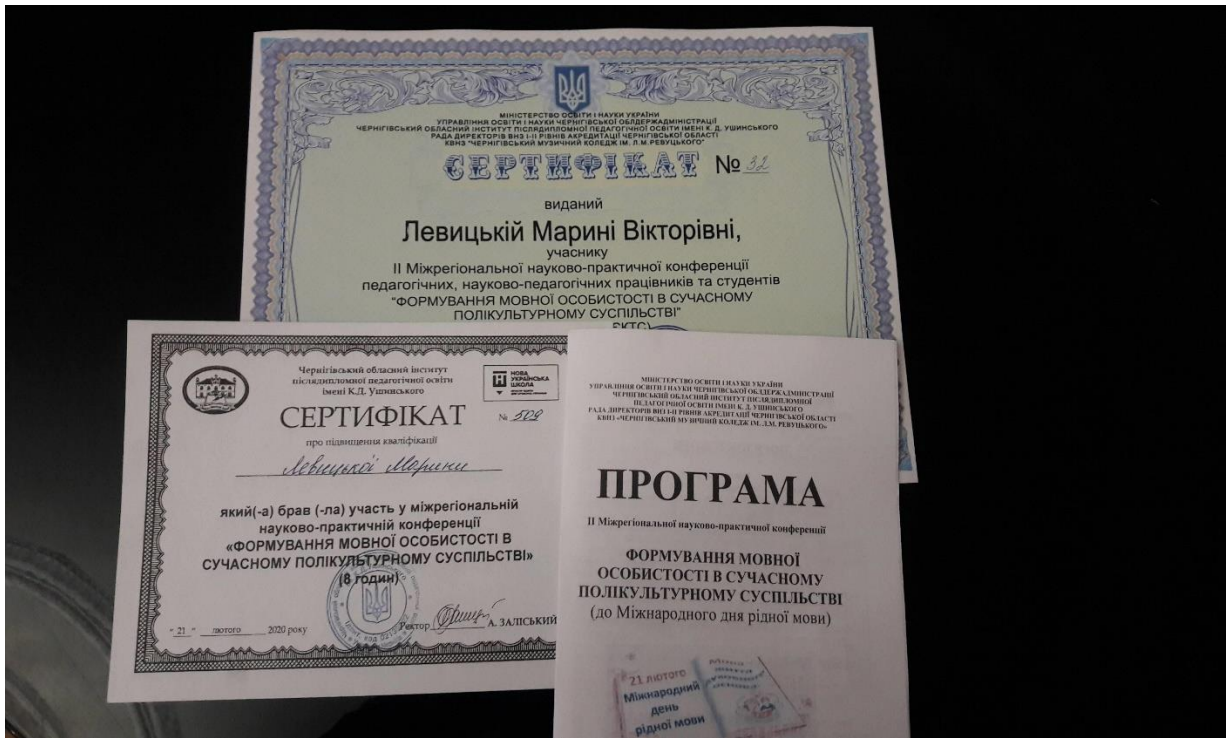 МІНІСТЕРСТВО ОСВІТИ І НАУКИ УКРАЇНИ
УПРАВЛІННЯ ОСВІТИ І НАУКИ ЧЕРНІГІВСЬКОЇ ОБЛДЕРЖАДМІНІСТРАЦІЇ
ЧЕРНІГІВСЬКИЙ ОБЛАСНИЙ ІНСТИТУТ ПІСЛЯДИПЛОМНОЇ ПЕДАГОГІЧНОЇ ОСВІТИ ІМЕНІ К. Д. УШИНСЬКОГО
РАДА ДИРЕКТОРІВ ВНЗ І-ІІ РІВНІВ АКРЕДИТАЦІЇ ЧЕРНІГІВСЬКОЇ ОБЛАСТІ
КВНЗ "ЧЕРНІГІВСЬКИЙ МУЗИЧНИЙ КОЛЕДЖ ІМ. Л.М.РЕВУЦЬКОГО"
СЕРТИФІКАТ № 32
виданий
Левицькій Марині Вікторівні,
учаснику
ІІ Міжрегіональної науково-практичної конференції
педагогічних, науково-педагогічних працівників та студентів
"ФОРМУВАННЯ МОВНОЇ ОСОБИСТОСТІ В СУЧАСНОМУ
ПОЛІКУЛЬТУРНОМУ СУСПІЛЬСТВІ"
ЄКТС)
Чернігівський обласний інститут
післядипломної педагогічної освіти
імені К.Д. Ушинського
НОВА
УКРАЇНСЬКА
ШКОЛА
СЕРТИФІКАТ № 509
про підвищення кваліфікації
Левицької Марини
який(-а) брав (-ла) участь у міжрегіональній
науково-практичній конференції
«ФОРМУВАННЯ МОВНОЇ ОСОБИСТОСТІ В
СУЧАСНОМУ ПОЛІКУЛЬТУРНОМУ СУСПІЛЬСТВІ»
(8 годин)
"21" лютого 2020 року Ректор А. ЗАЛІСЬКИЙ
МІНІСТЕРСТВО ОСВІТИ І НАУКИ УКРАЇНИ
УПРАВЛІННЯ ОСВІТИ І НАУКИ ЧЕРНІГІВСЬКОЇ ОБЛДЕРЖАДМІНІСТРАЦІЇ
ЧЕРНІГІВСЬКИЙ ОБЛАСНИЙ ІНСТИТУТ ПІСЛЯДИПЛОМНОЇ
ПЕДАГОГІЧНОЇ ОСВІТИ ІМЕНІ К. Д. УШИНСЬКОГО
РАДА ДИРЕКТОРІВ ВНЗ І-ІІ РІВНІВ АКРЕДИТАЦІЇ ЧЕРНІГІВСЬКОЇ ОБЛАСТІ
КВНЗ «ЧЕРНІГІВСЬКИЙ МУЗИЧНИЙ КОЛЕДЖ ІМ. Л.М. РЕВУЦЬКОГО»
ПРОГРАМА
ІІ Міжрегіональної науково-практичної конференції
ФОРМУВАННЯ МОВНОЇ
ОСОБИСТОСТІ В СУЧАСНОМУ
ПОЛІКУЛЬТУРНОМУ СУСПІЛЬСТВІ
(до Міжнародного дня рідної мови)
21 лютого
Міжнародний
день
рідної мови